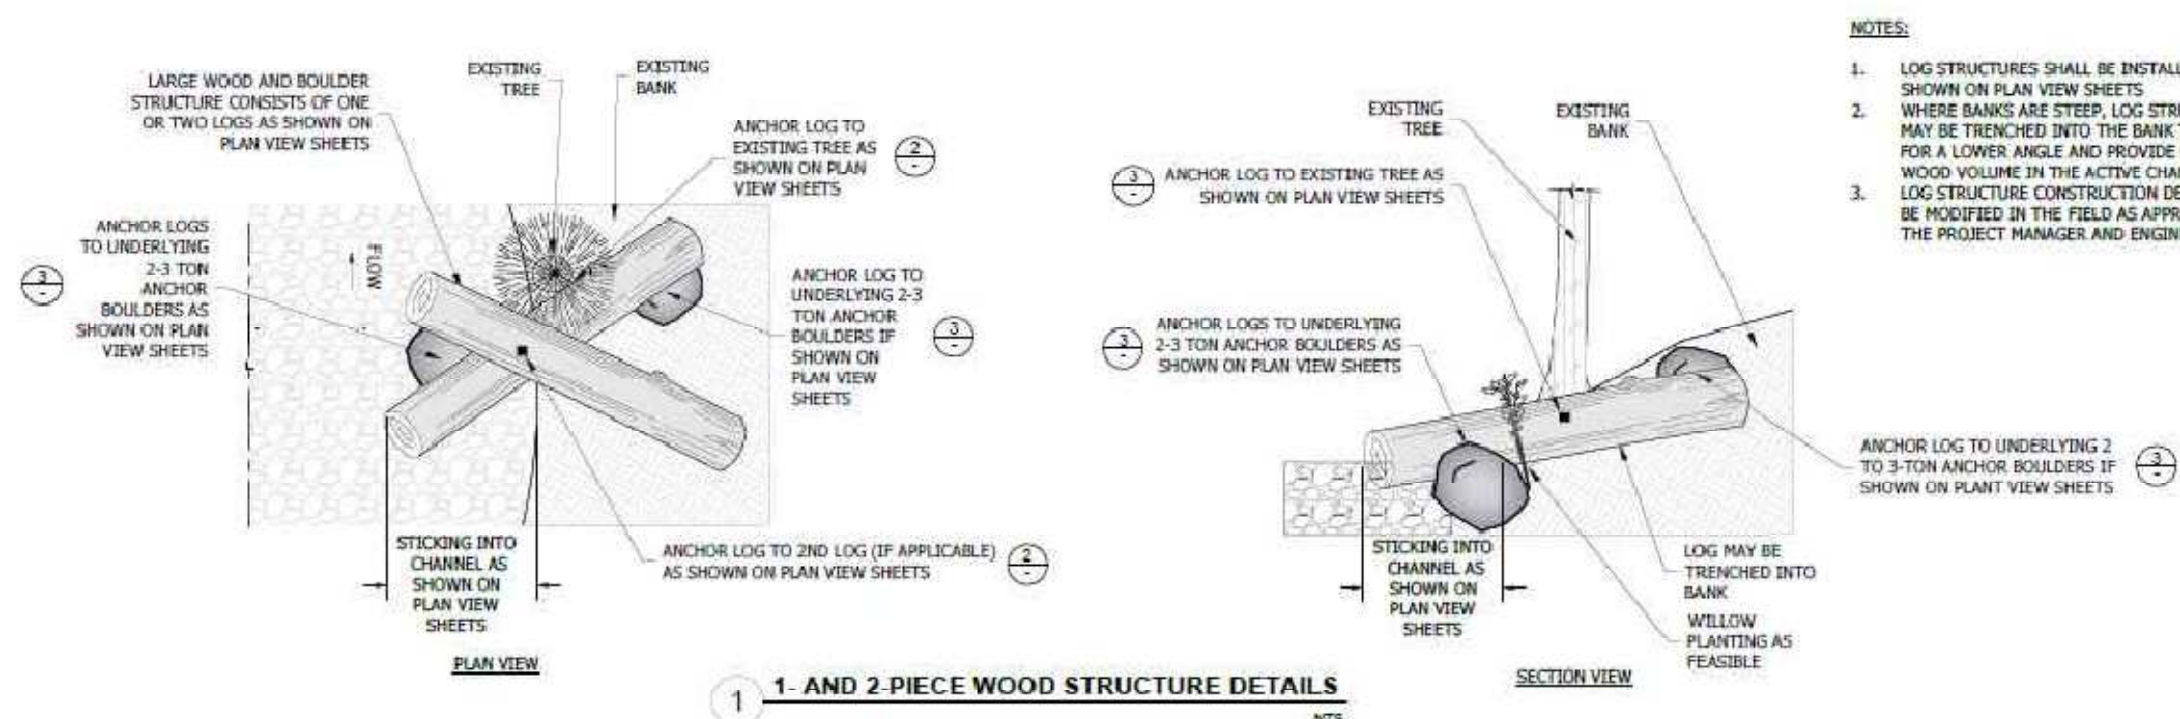 LARGE WOOD AND BOULDER
STRUCTURE CONSISTS OF ONE
OR TWO LOGS AS SHOWN ON
PLAN VIEW SHEETS
EXISTING
TREE
EXISTING
BANK
ANCHOR LOG TO
EXISTING TREE AS
SHOWN ON PLAN
VIEW SHEETS
2
-
ANCHOR LOGS
TO UNDERLYING
2-3 TON
ANCHOR
BOULDERS AS
SHOWN ON PLAN
VIEW SHEETS
3
-
FLOW
ANCHOR LOG TO
UNDERLYING 2-3
TON ANCHOR
BOULDERS IF
SHOWN ON
PLAN VIEW
SHEETS
3
-
STICKING INTO
CHANNEL AS
SHOWN ON
PLAN VIEW
SHEETS
ANCHOR LOG TO 2ND LOG (IF APPLICABLE)
AS SHOWN ON PLAN VIEW SHEETS
2
-
PLAN VIEW
EXISTING
TREE
EXISTING
BANK
3
-
ANCHOR LOG TO EXISTING TREE AS
SHOWN ON PLAN VIEW SHEETS
3
-
ANCHOR LOGS TO UNDERLYING
2-3 TON ANCHOR BOULDERS AS
SHOWN ON PLAN VIEW SHEETS
ANCHOR LOG TO UNDERLYING 2
TO 3-TON ANCHOR BOULDERS IF
SHOWN ON PLANT VIEW SHEETS
3
-
STICKING INTO
CHANNEL AS
SHOWN ON
PLAN VIEW
SHEETS
LOG MAY BE
TRENCHED INTO
BANK
WILLOW
PLANTING AS
FEASIBLE
SECTION VIEW
1
1- AND 2-PIECE WOOD STRUCTURE DETAILS
NTS
NOTES:
1. LOG STRUCTURES SHALL BE INSTALL
SHOWN ON PLAN VIEW SHEETS
2. WHERE BANKS ARE STEEP, LOG STR
MAY BE TRENCHED INTO THE BANK
FOR A LOWER ANGLE AND PROVIDE
WOOD VOLUME IN THE ACTIVE CHA
3. LOG STRUCTURE CONSTRUCTION DE
BE MODIFIED IN THE FIELD AS APPR
THE PROJECT MANAGER AND ENGIN